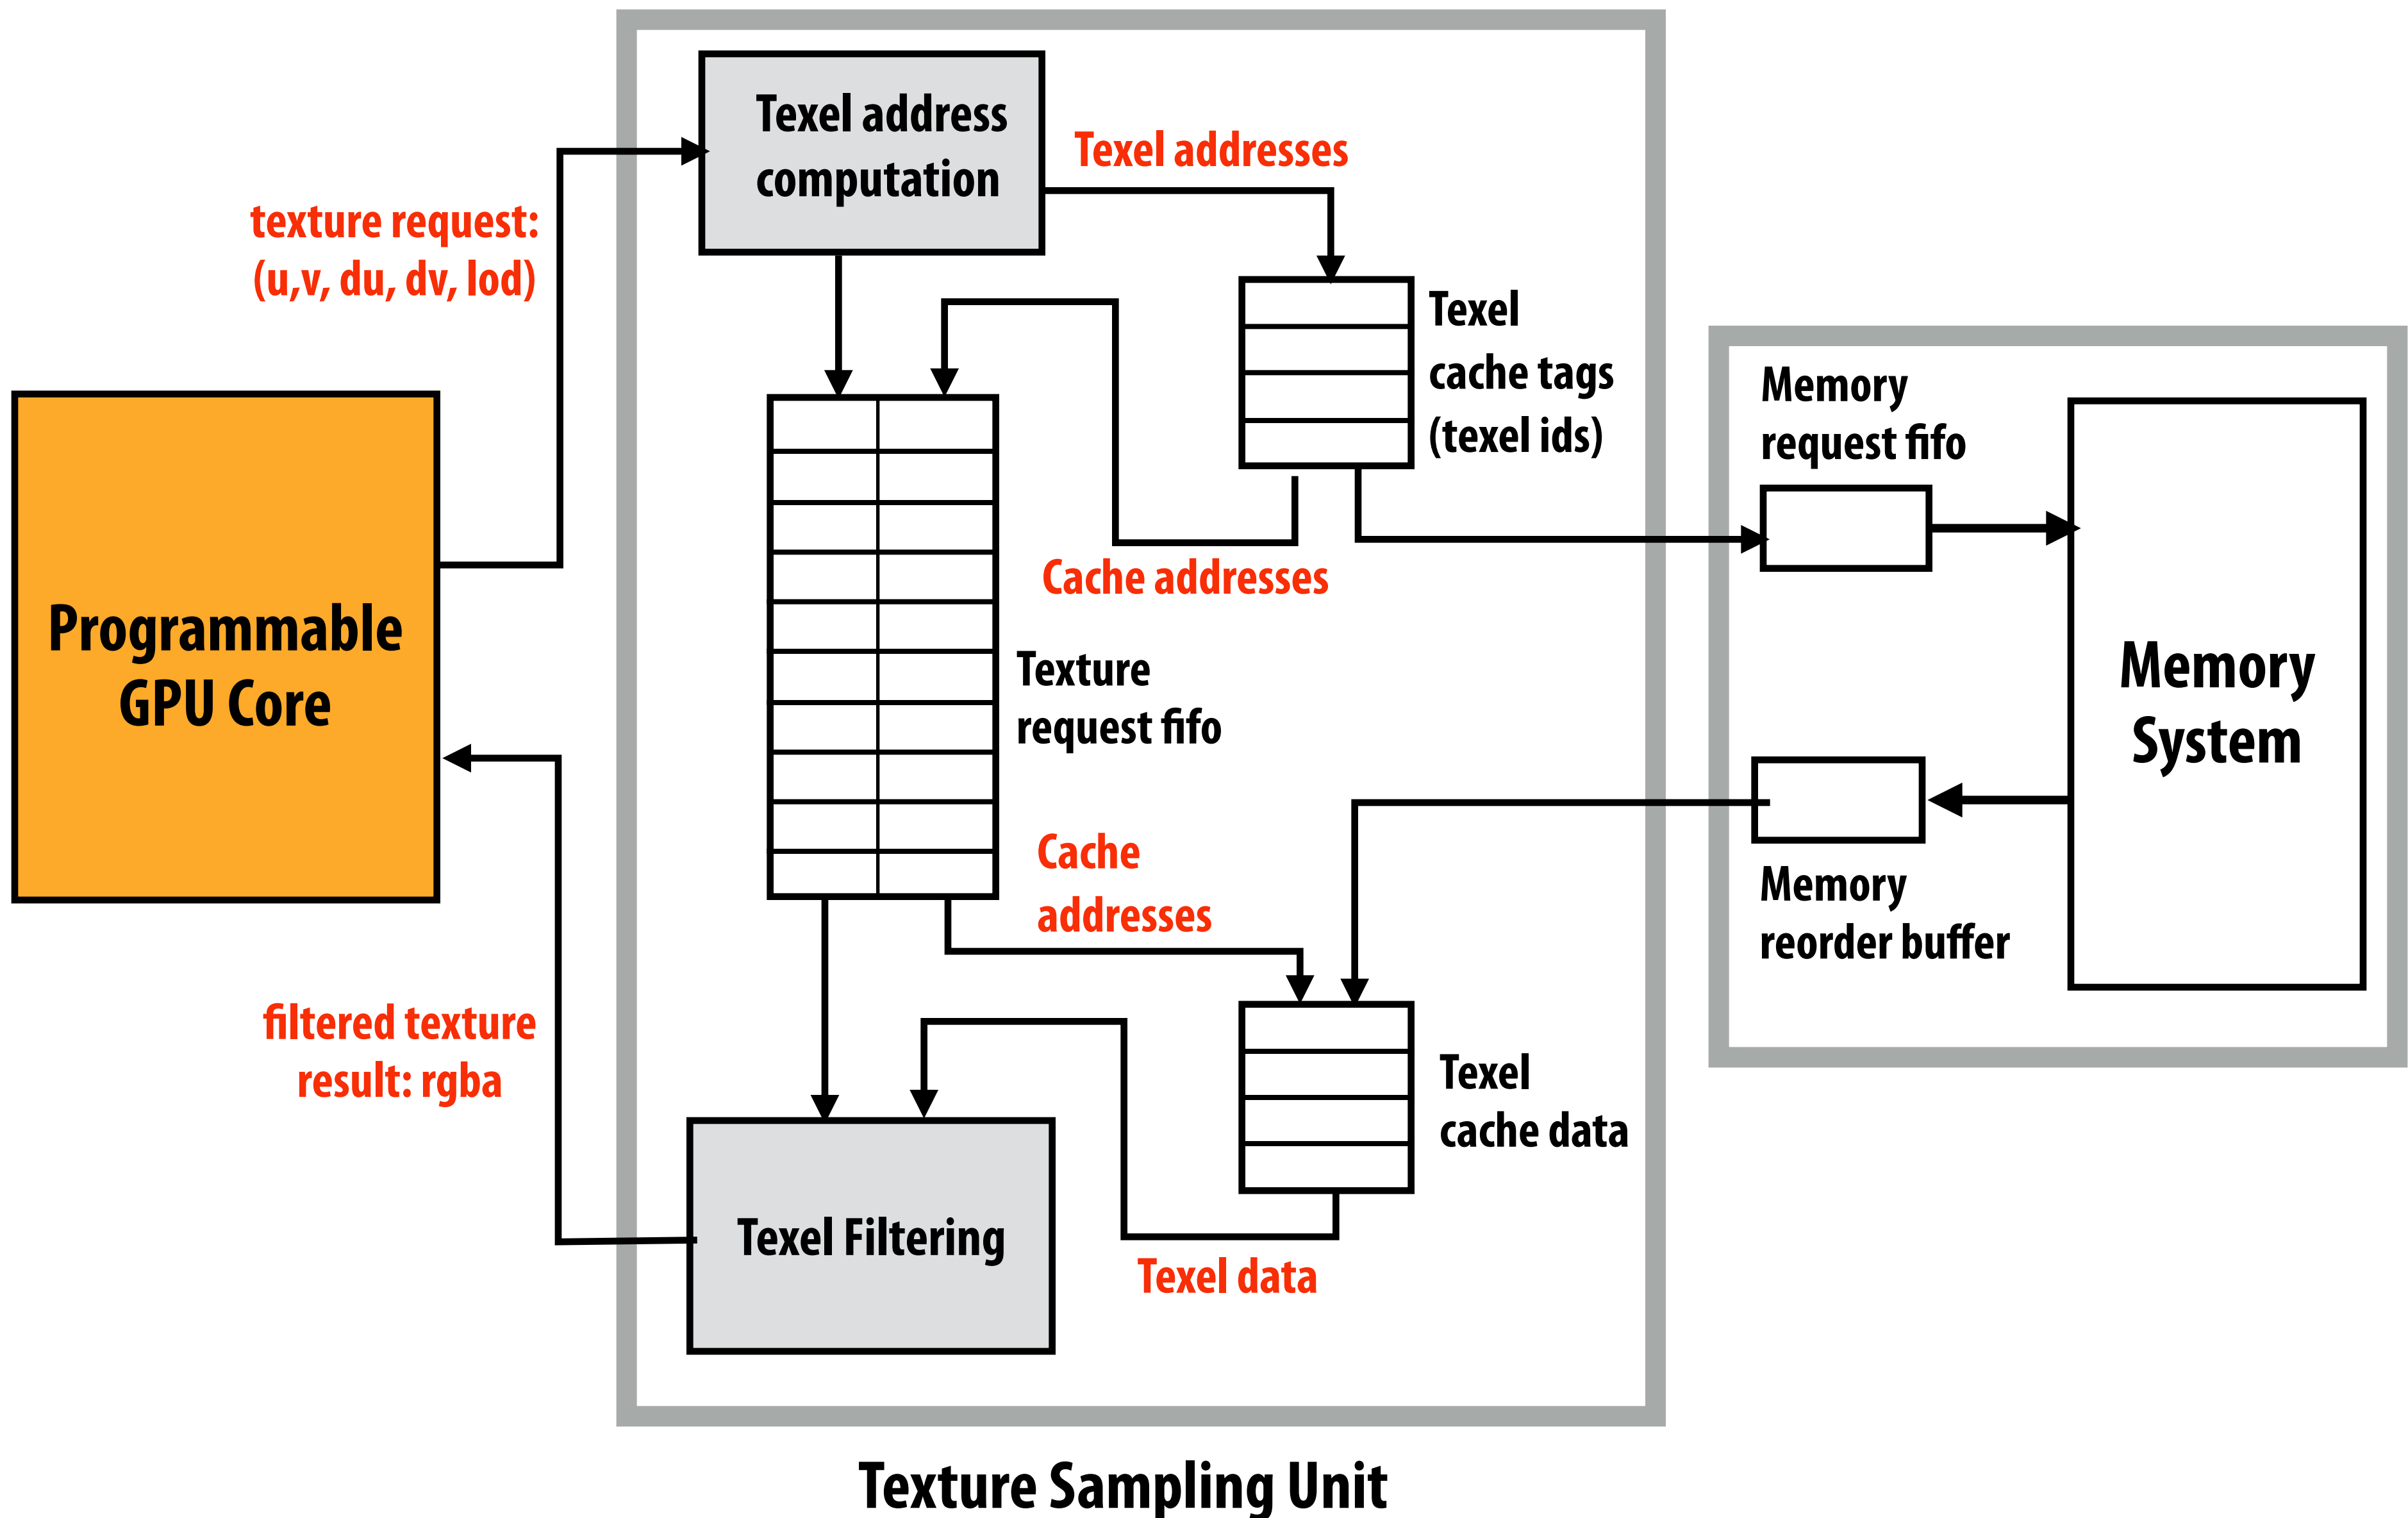 Texel address
computation
Texel addresses
texture request:
(u,v, du, dv, lod)
Texel
cache tags
(texel ids)
Memory
request fifo
Cache addresses
Programmable
GPU Core
Texture
request fifo
Memory
System
Cache
addresses
Memory
reorder buffer
filtered texture
result: rgba
Texel
cache data
Texel Filtering
Texel data
Texture Sampling Unit